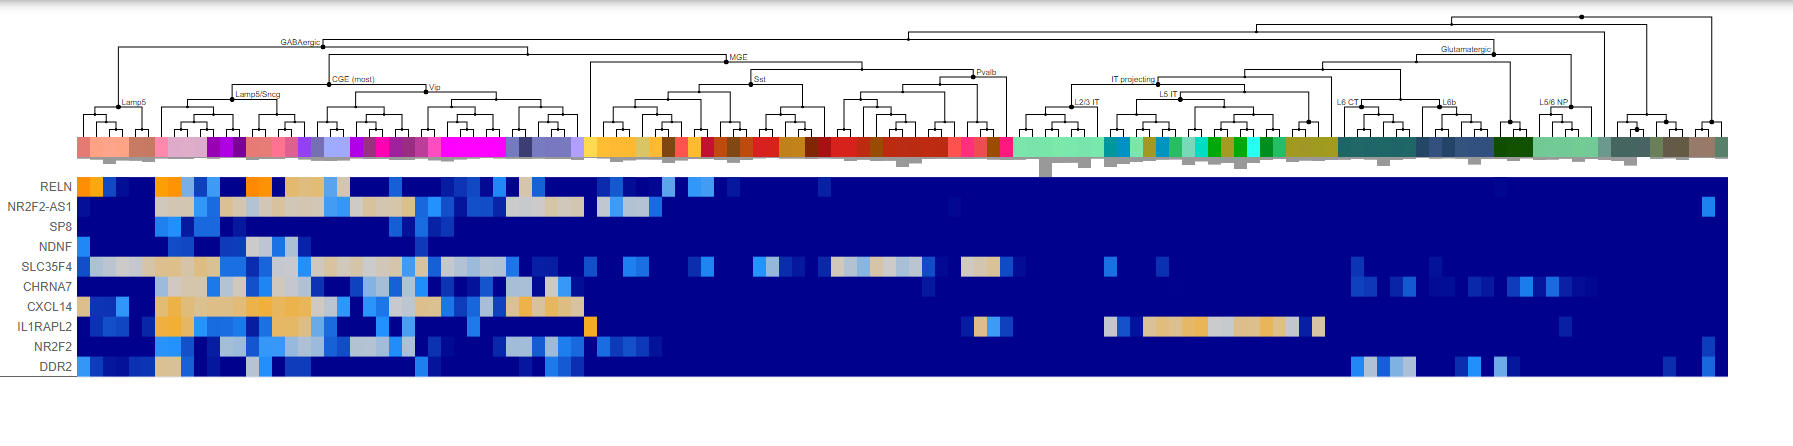 GABAergic
Glutamatergic
MGE
Pvalb
CGE (most)
Sst
IT projecting
Vip
Lamp5/Sncg
L5 IT
Lamp5
L2/3 IT
L6 CT
L6b
L5/6 NP
RELN
NR2F2-AS1
SP8
NDNF
SLC35F4
CHRNA7
CXCL14
IL1RAPL2
NR2F2
DDR2